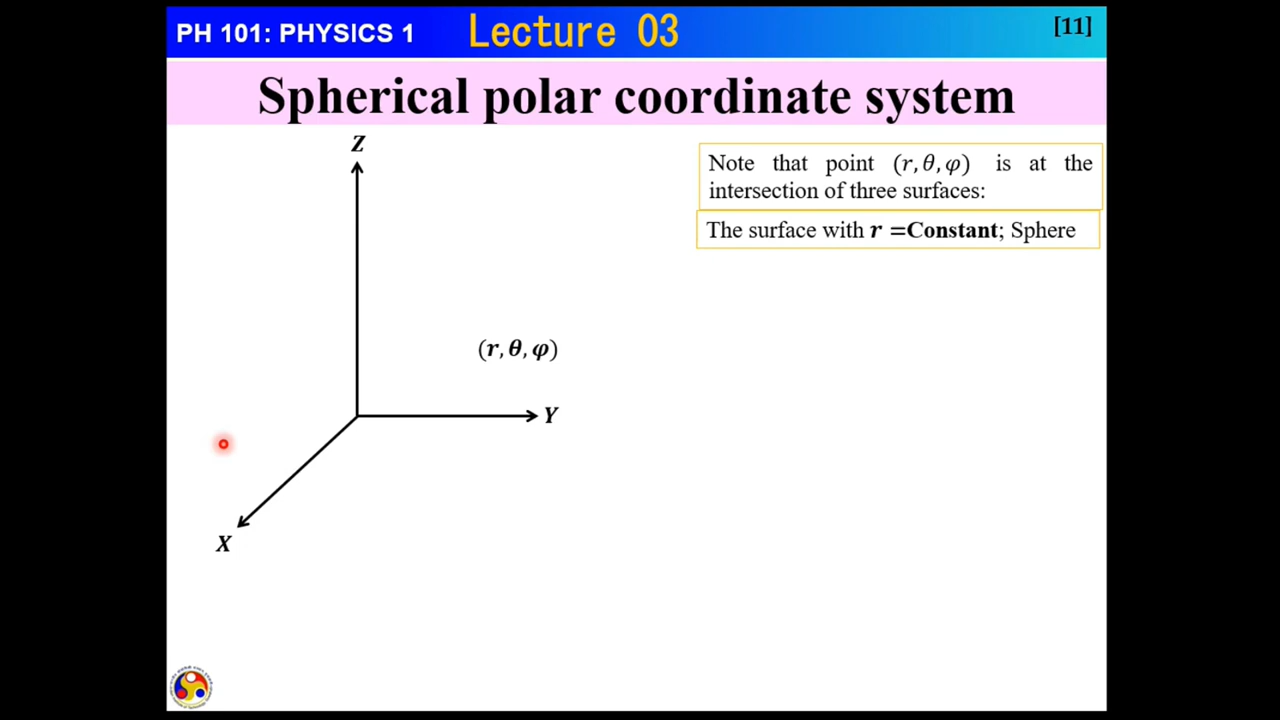 PH 101: PHYSICS 1 Lecture 03 [11]
Spherical polar coordinate system
Z
Note that point (r, θ, φ) is at the
intersection of three surfaces:
The surface with r =Constant; Sphere
(r, θ, φ)
Y
X